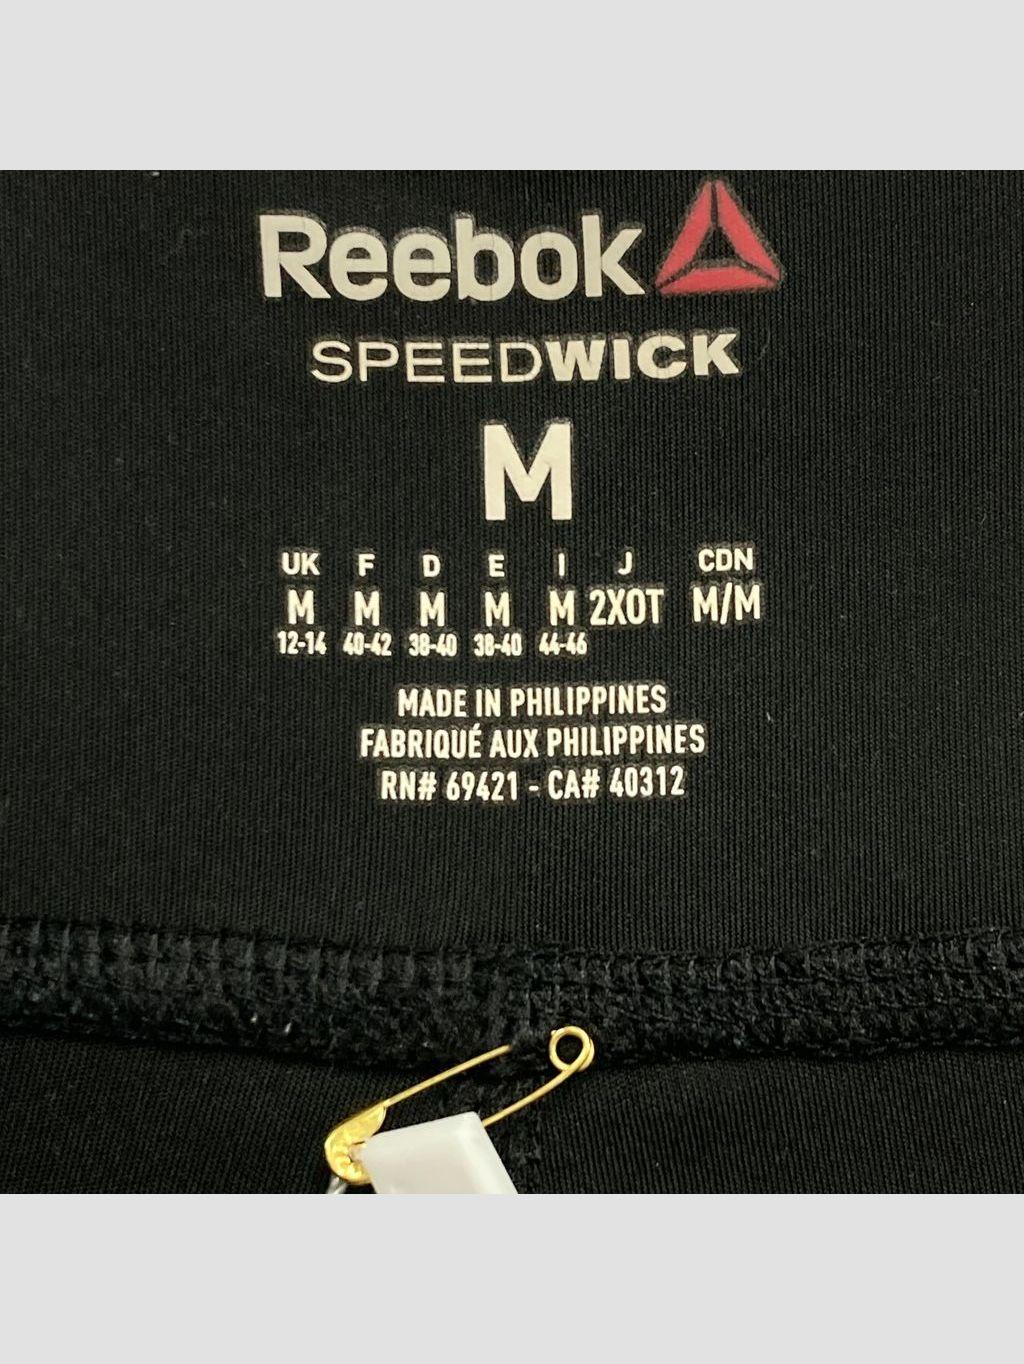 Reebok
SPEEDWICK
M
UK F D E I J CDN
M M M M M 2XOT M/M
12-14 40-42 38-40 38-40 44-46
MADE IN PHILIPPINES
FABRIQUÉ AUX PHILIPPINES
RN# 69421 - CA# 40312